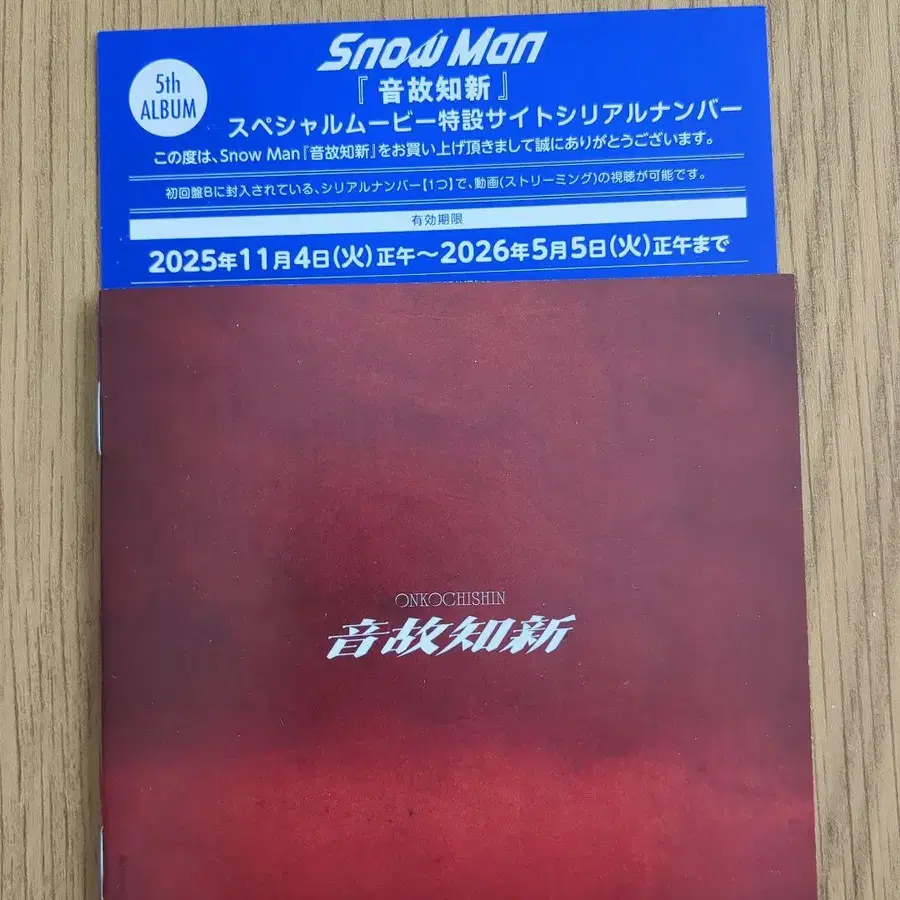 5th
ALBUM
Snow Man
『音故知新』
スペシャルムービー特設サイトシリアルナンバー
この度は、Snow Man『音故知新』をお買い上げ頂きまして誠にありがとうございます。
初回盤Bに封入されている、シリアルナンバー【1つ】で、動画(ストリーミング)の視聴が可能です。
有効期限
2025年11月4日(火)正午～2026年5月5日(火)正午まで
ONKOCHISHIN
音故知新